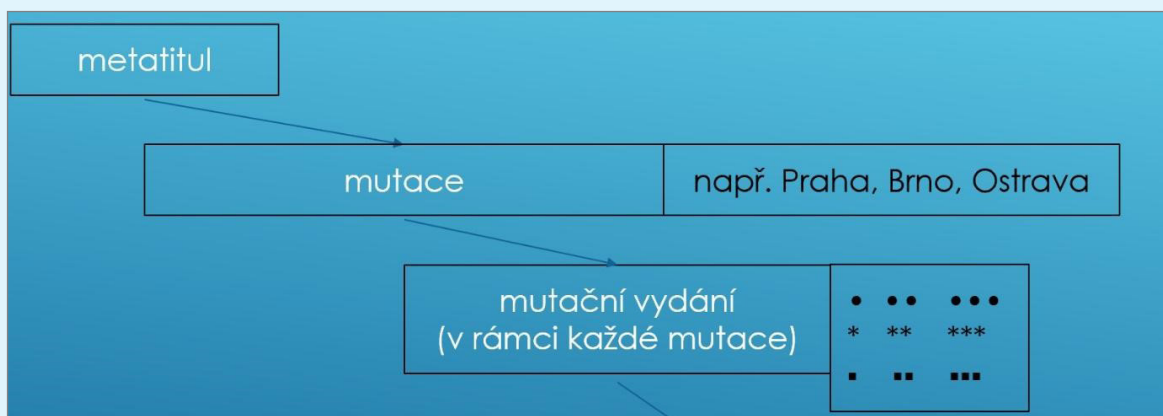 metatitul
mutace
např. Praha, Brno, Ostrava
mutační vydání
(v rámci každé mutace)
• •• •••
* ** ***
▪ ▪▪ ▪▪▪